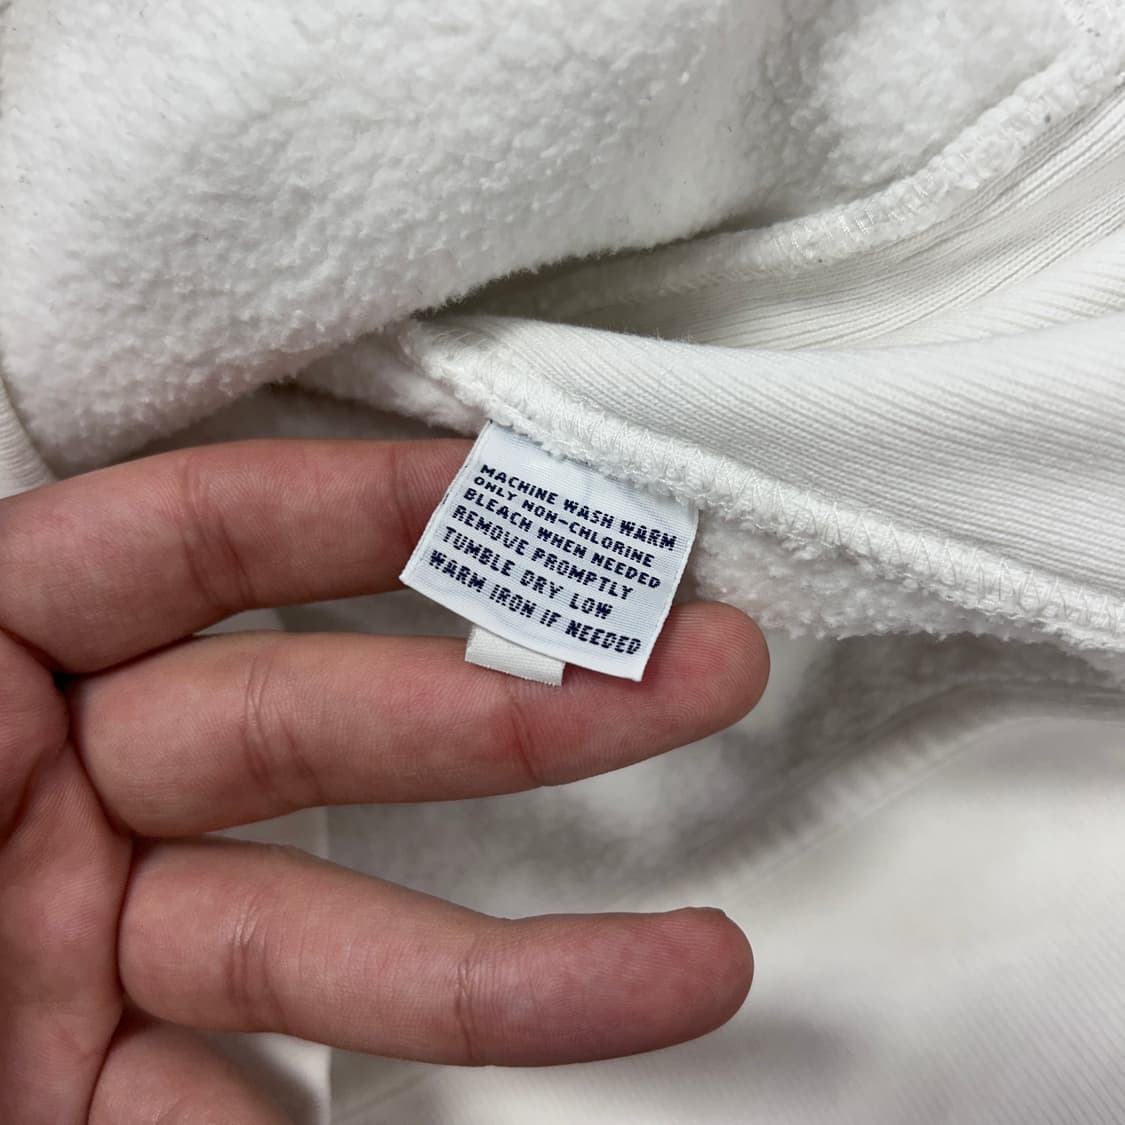 MACHINE WASH WARM
ONLY NON-CHLORINE
BLEACH WHEN NEEDED
REMOVE PROMPTLY
TUMBLE DRY LOW
WARM IRON IF NEEDED